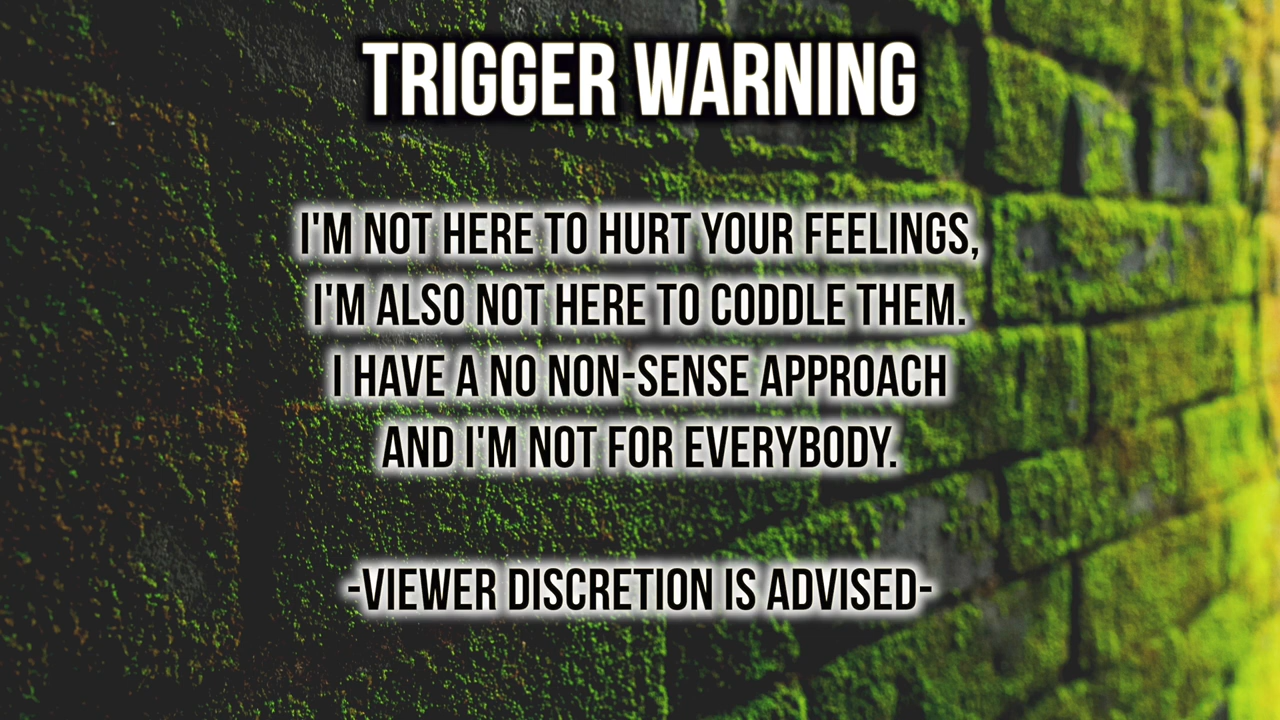 TRIGGER WARNING
I'M NOT HERE TO HURT YOUR FEELINGS,
I'M ALSO NOT HERE TO CODDLE THEM.
I HAVE A NO NON-SENSE APPROACH
AND I'M NOT FOR EVERYBODY.
-VIEWER DISCRETION IS ADVISED-